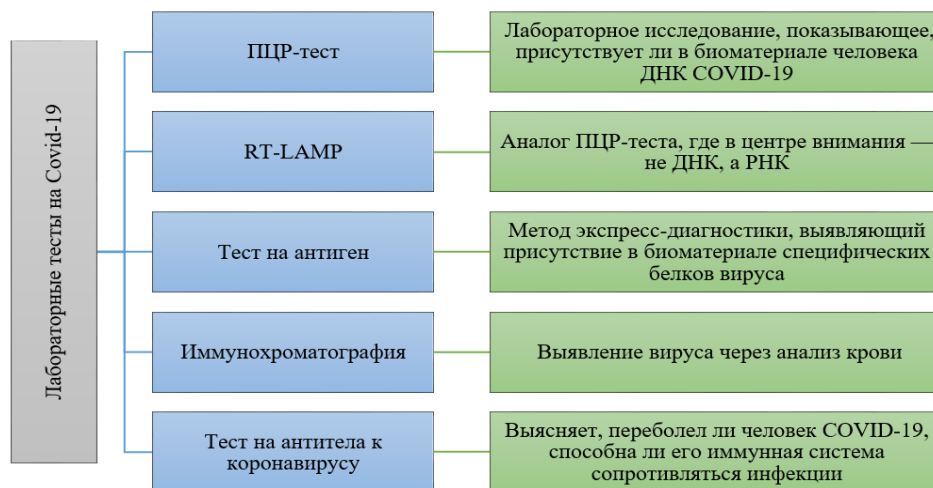 Лабораторные тесты на Covid-19
ПЦР-тест
Лабораторное исследование, показывающее,
присутствует ли в биоматериале человека
ДНК COVID-19
RT-LAMP
Аналог ПЦР-теста, где в центре внимания —
не ДНК, а РНК
Тест на антиген
Метод экспресс-диагностики, выявляющий
присутствие в биоматериале специфических
белков вируса
Иммунохроматография
Выявление вируса через анализ крови
Тест на антитела к
коронавирусу
Выясняет, переболел ли человек COVID-19,
способна ли его иммунная система
сопротивляться инфекции